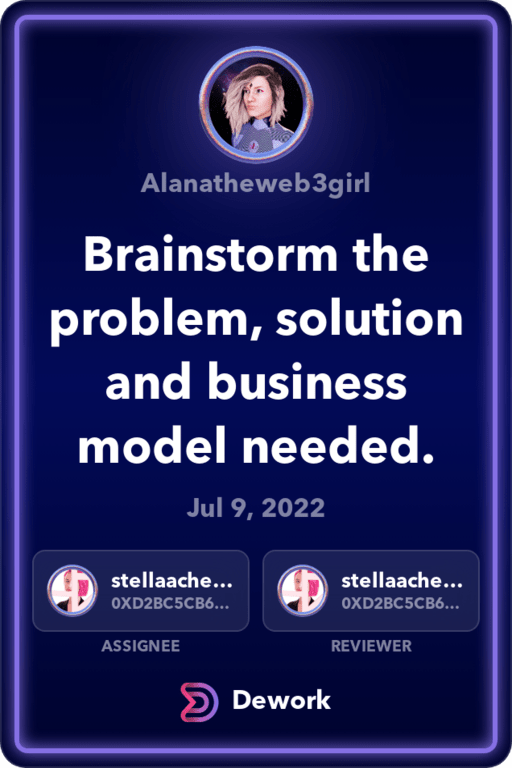 Alanatheweb3girl
Brainstorm the
problem, solution
and business
model needed.
Jul 9, 2022
stellaache...
0XD2BC5CB6...
ASSIGNEE
stellaache...
0XD2BC5CB6...
REVIEWER
Dework